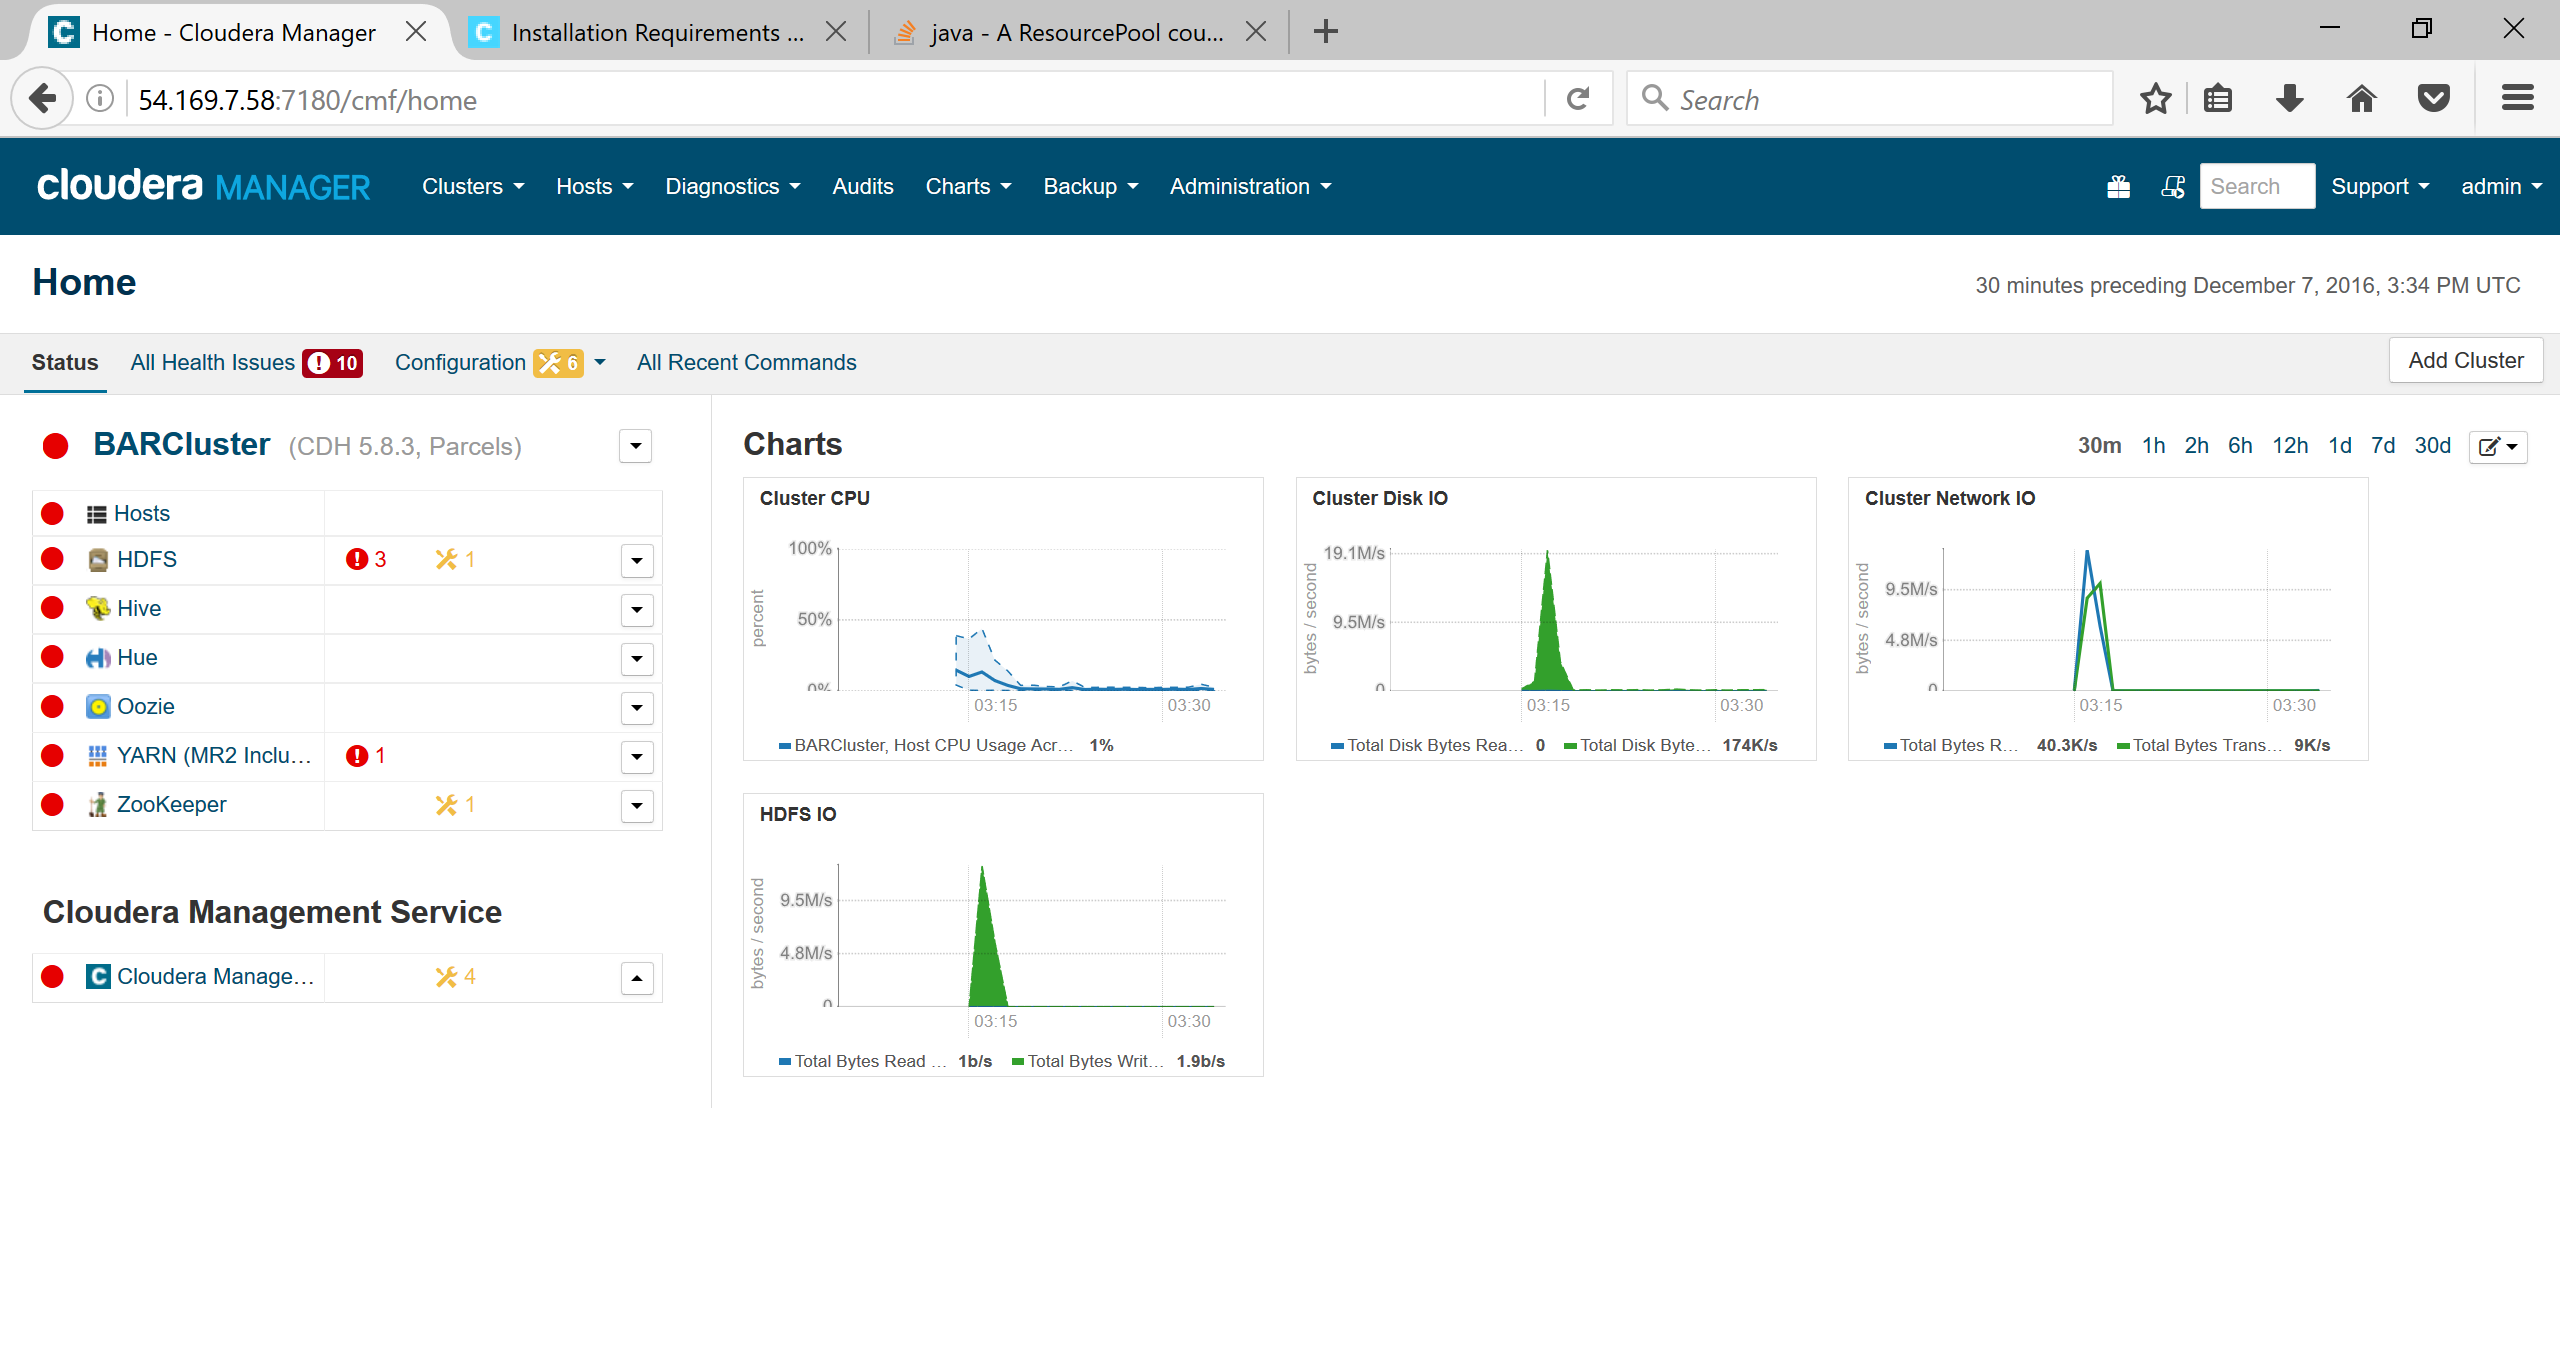 Home - Cloudera Manager
Installation Requirements ...
java - A ResourcePool cou...
54.169.7.58:7180/cmf/home
Search
cloudera MANAGER
Clusters
Hosts
Diagnostics
Audits
Charts
Backup
Administration
Search
Support
admin
Home
30 minutes preceding December 7, 2016, 3:34 PM UTC
Status
All Health Issues 10
Configuration 6
All Recent Commands
Add Cluster
BARCluster (CDH 5.8.3, Parcels)
Hosts
HDFS 3 1
Hive
Hue
Oozie
YARN (MR2 Inclu... 1
ZooKeeper 1
Cloudera Management Service
Cloudera Manage... 4
Charts
30m 1h 2h 6h 12h 1d 7d 30d
Cluster CPU
percent
100%
50%
0%
03:15 03:30
BARCluster, Host CPU Usage Acr... 1%
Cluster Disk IO
bytes / second
19.1M/s
9.5M/s
0
03:15 03:30
Total Disk Bytes Rea... 0 Total Disk Byte... 174K/s
Cluster Network IO
bytes / second
9.5M/s
4.8M/s
0
03:15 03:30
Total Bytes R... 40.3K/s Total Bytes Trans... 9K/s
HDFS IO
bytes / second
9.5M/s
4.8M/s
0
03:15 03:30
Total Bytes Read ... 1b/s Total Bytes Writ... 1.9b/s